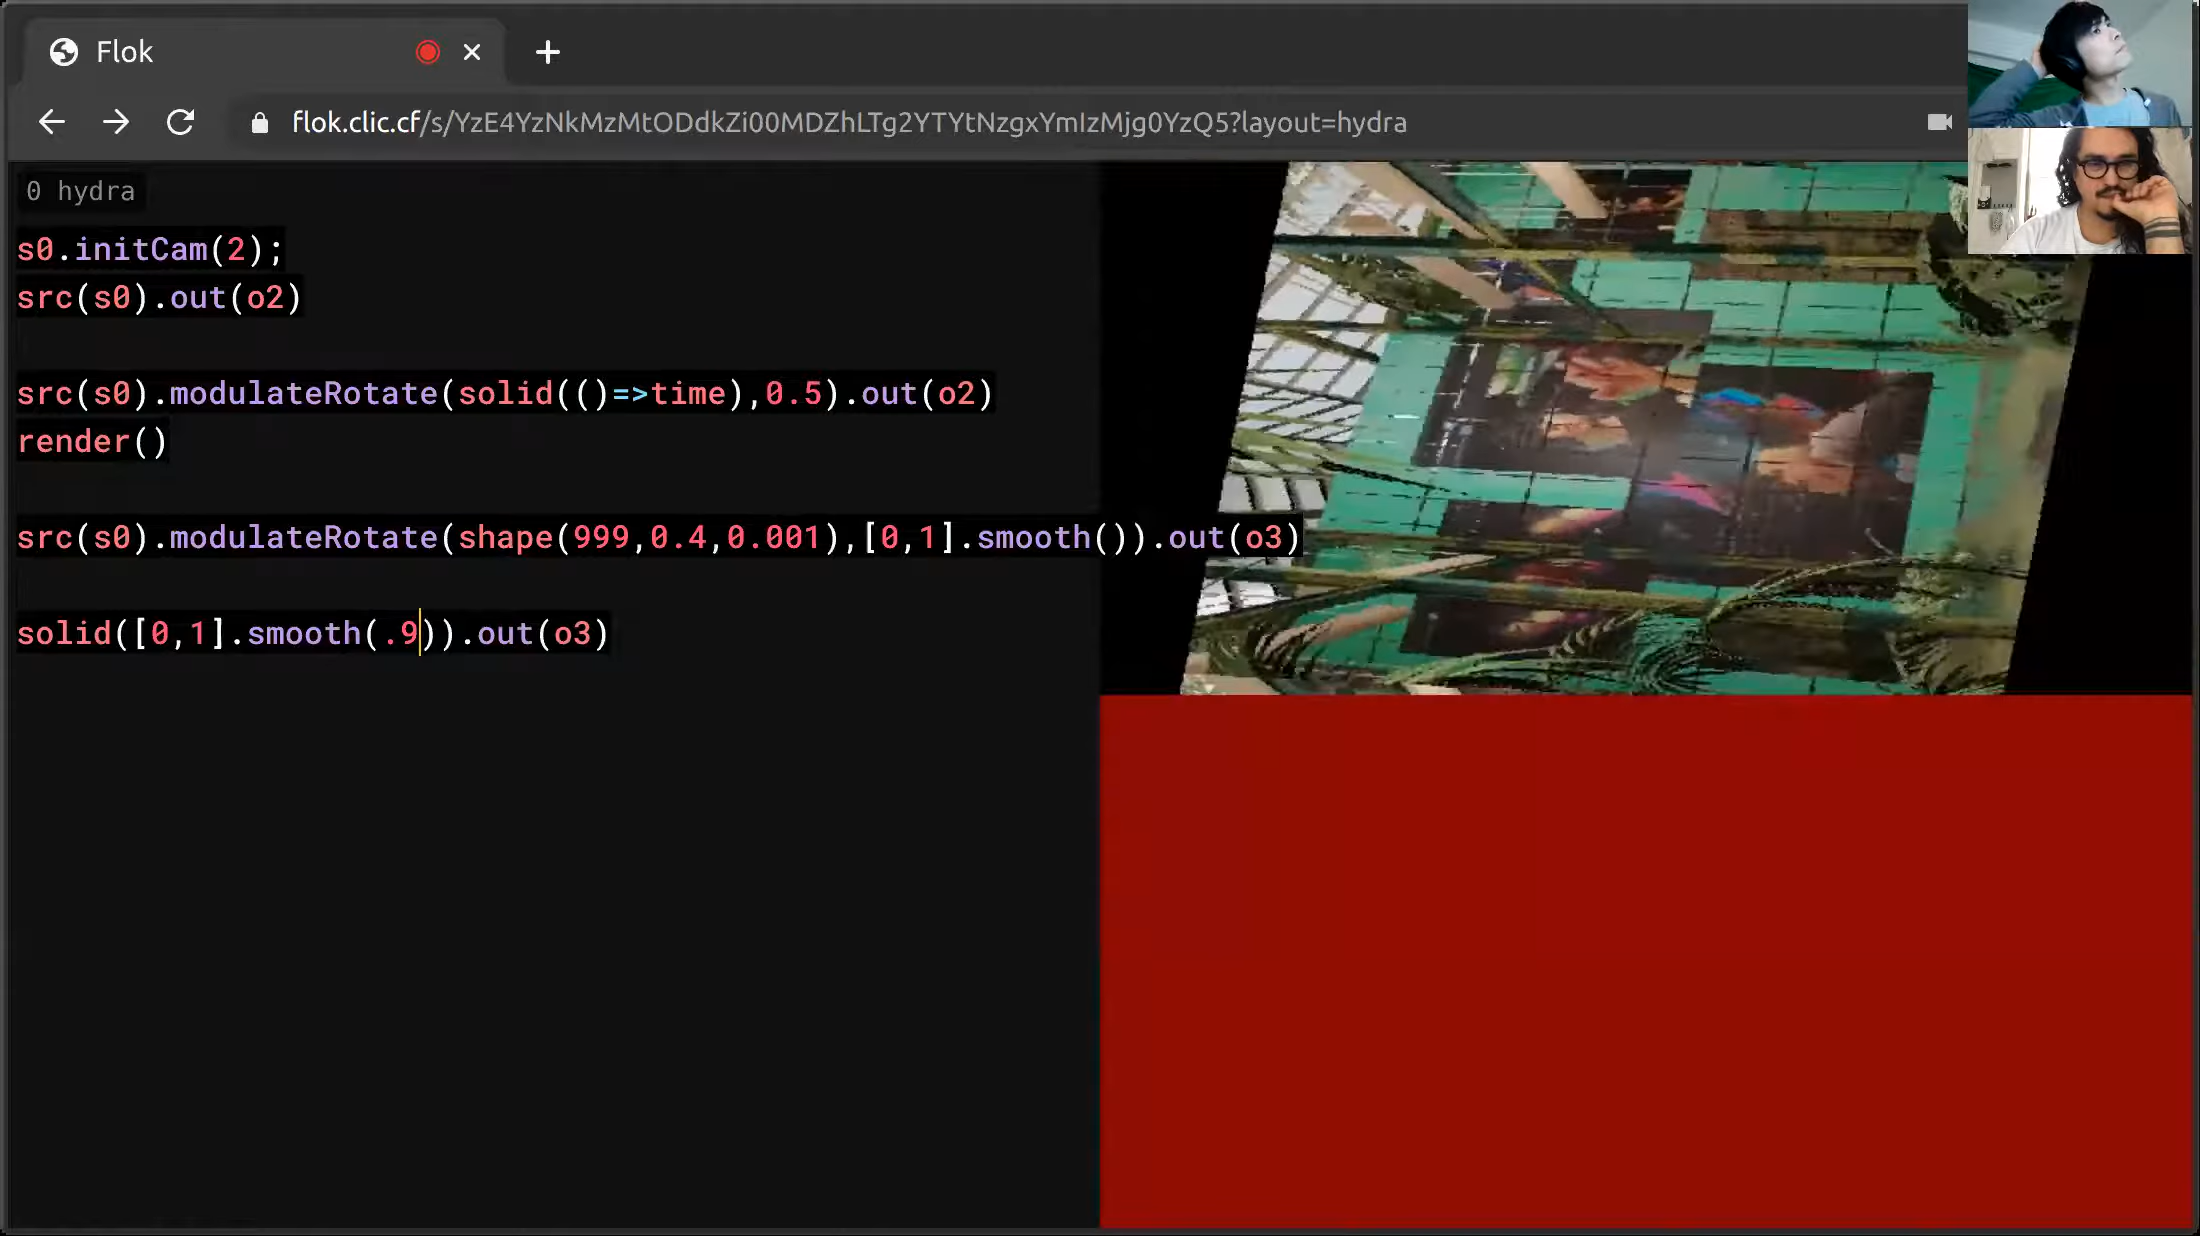 Flok
flok.clic.cf/s/YzE4YzNkMzMtODdkZi00MDZhLTg2YTYtNzgxYmIzMjg0YzQ5?layout=hydra
0 hydra
s0.initCam(2);
src(s0).out(o2)
src(s0).modulateRotate(solid(()=>time),0.5).out(o2)
render()
src(s0).modulateRotate(shape(999,0.4,0.001),[0,1].smooth()).out(o3)
solid([0,1].smooth(.9)).out(o3)